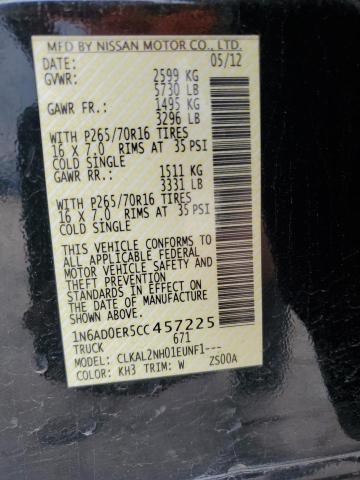 MFD BY NISSAN MOTOR CO., LTD.
DATE: 05/12
GVWR: 2599 KG
5730 LB
GAWR FR.: 1495 KG
3296 LB
WITH P265/70R16 TIRES
16 X 7.0 RIMS AT 35 PSI
COLD SINGLE
GAWR RR.: 1511 KG
3331 LB
WITH P265/70R16 TIRES
16 X 7.0 RIMS AT 35 PSI
COLD SINGLE
THIS VEHICLE CONFORMS TO
ALL APPLICABLE FEDERAL
MOTOR VEHICLE SAFETY AND
THEFT PREVENTION
STANDARDS IN EFFECT ON
THE DATE OF MANUFACTURE
SHOWN ABOVE.
1N6AD0ER5CC457225
TRUCK 671
MODEL: CLKAL2NH01EUNF1---
COLOR: KH3 TRIM: W ZS00A